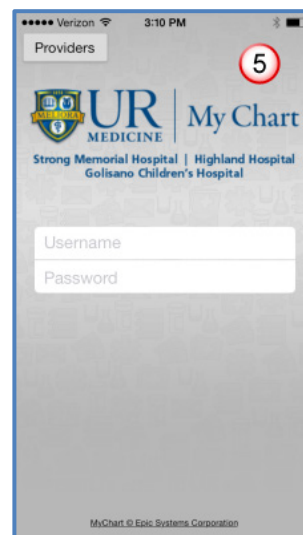 Verizon 3:10 PM
Providers
5
MELIORA
UR MEDICINE | My Chart
Strong Memorial Hospital | Highland Hospital
Golisano Children's Hospital
Username
Password
MyChart © Epic Systems Corporation